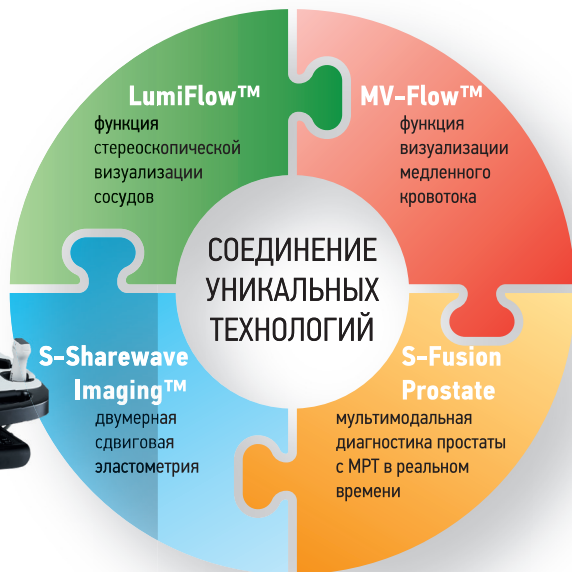 LumiFlow™
функция
стереоскопической
визуализации
сосудов
MV-Flow™
функция
визуализации
медленного
кровотока
СОЕДИНЕНИЕ
УНИКАЛЬНЫХ
ТЕХНОЛОГИЙ
S-Sharewave
Imaging™
двумерная
сдвиговая
эластометрия
S-Fusion
Prostate
мультимодальная
диагностика простаты
с МРТ в реальном
времени